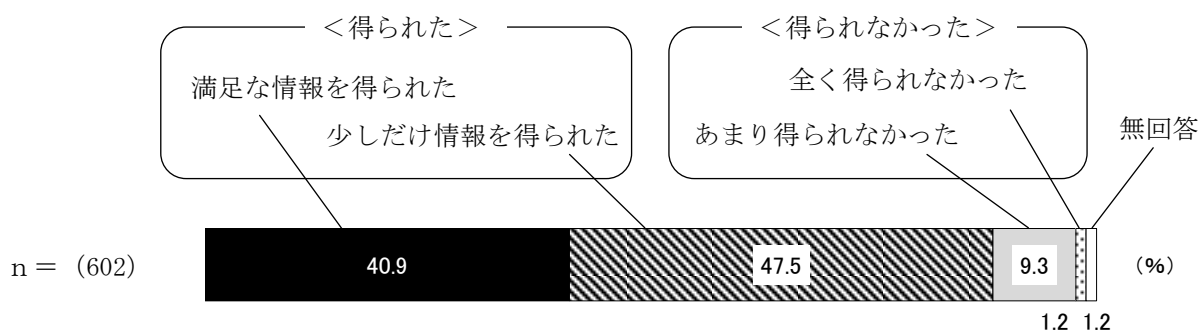 ＜得られた＞
＜得られなかった＞
満足な情報を得られた
全く得られなかった
少しだけ情報を得られた
あまり得られなかった
無回答
n＝（602）
40.9
47.5
9.3
（%）
1.2
1.2